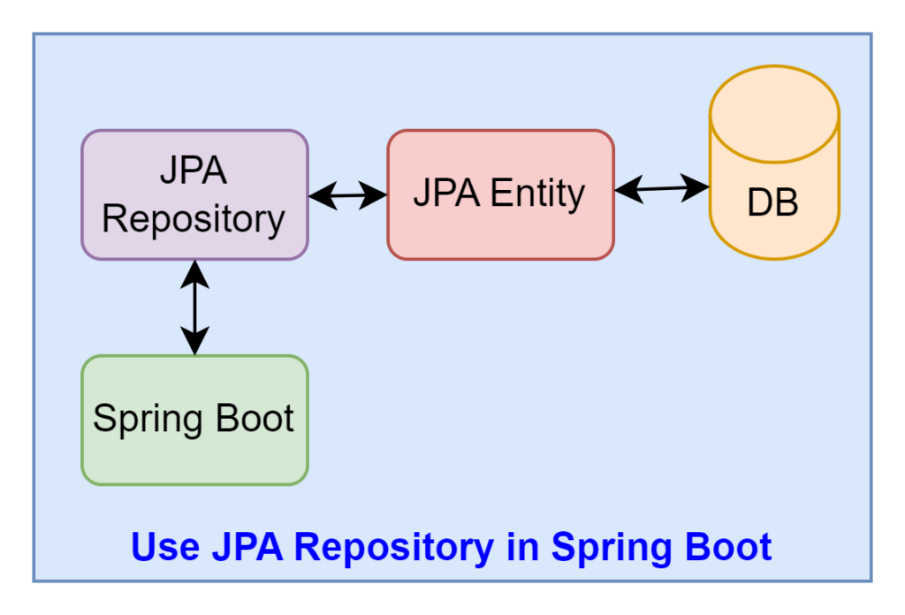 JPA
Repository
JPA Entity
DB
Spring Boot
Use JPA Repository in Spring Boot